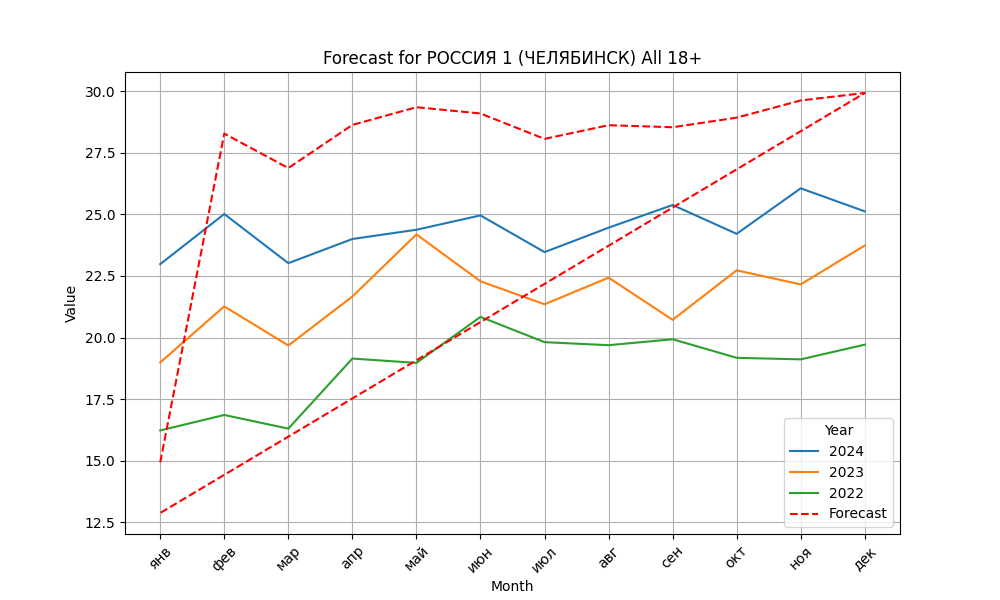 Forecast for РОССИЯ 1 (ЧЕЛЯБИНСК) All 18+
Value
30.0
27.5
25.0
22.5
20.0
17.5
15.0
12.5
Year
2024
2023
2022
Forecast
янв
фев
мар
апр
май
июн
июл
авг
сен
окт
ноя
дек
Month